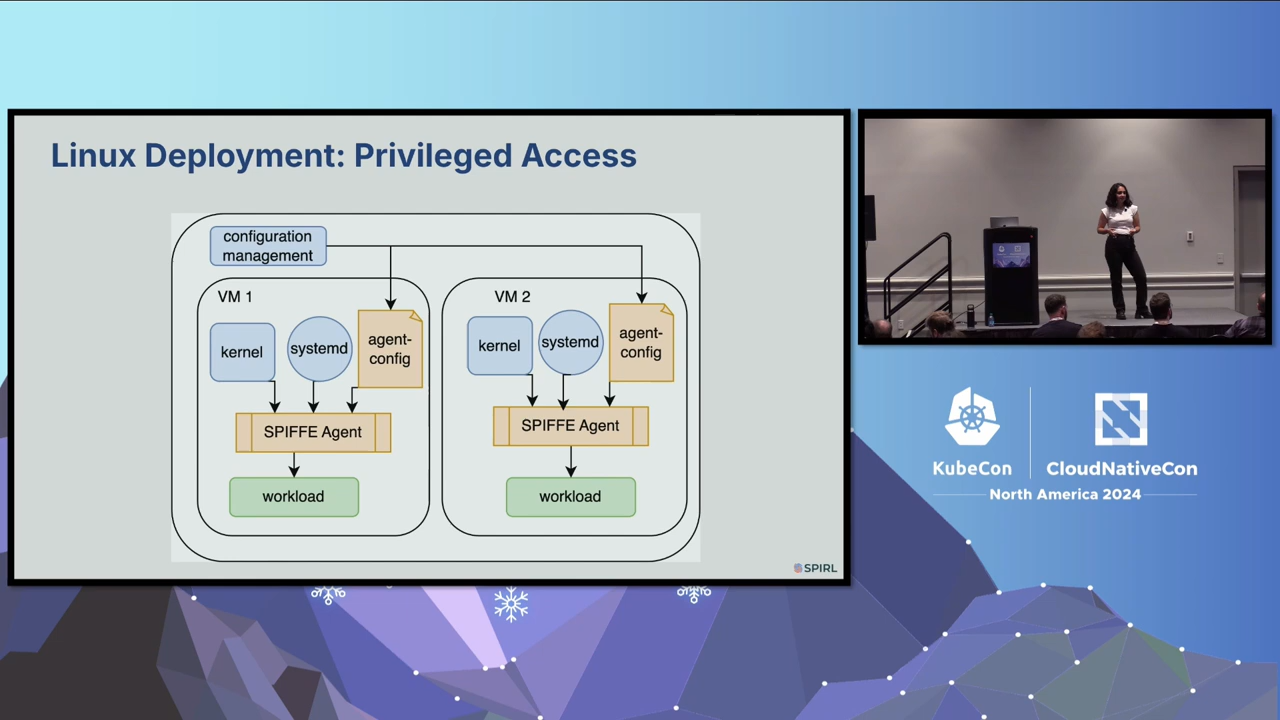 Linux Deployment: Privileged Access
configuration
management
VM 1
kernel
systemd
agent-
config
SPIFFE Agent
workload
VM 2
kernel
systemd
agent-
config
SPIFFE Agent
workload
SPIRL
KubeCon
CloudNativeCon
North America 2024